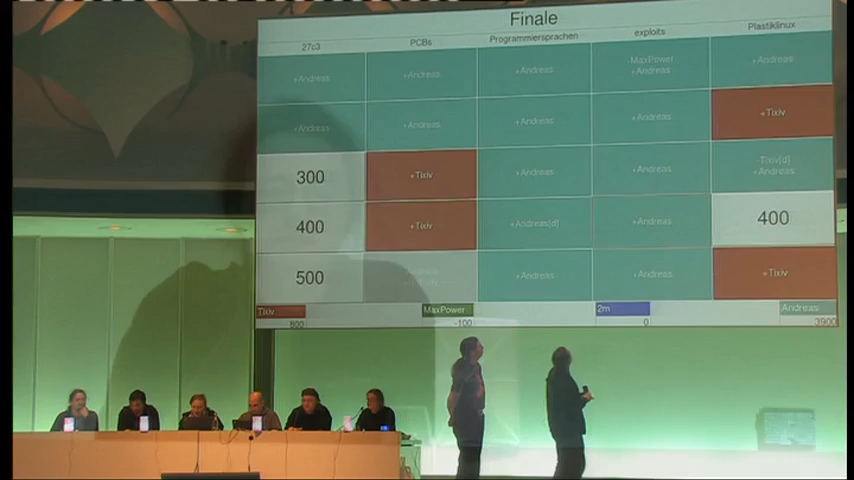 Finale
27c3 PCBs Programmiersprachen exploits Plastiklinux
+Andreas +Andreas +Andreas -MaxPower +Andreas
+Andreas
+Andreas +Andreas +Andreas +Andreas +Tixiv
300 +Tixiv +Andreas +Andreas -Tixiv[d]
+Andreas
400 +Tixiv +Andreas[d] +Andreas 400
500 +Andreas +Andreas +Tixiv
Tixiv MaxPower 2m Andreas
800 -100 0 3900